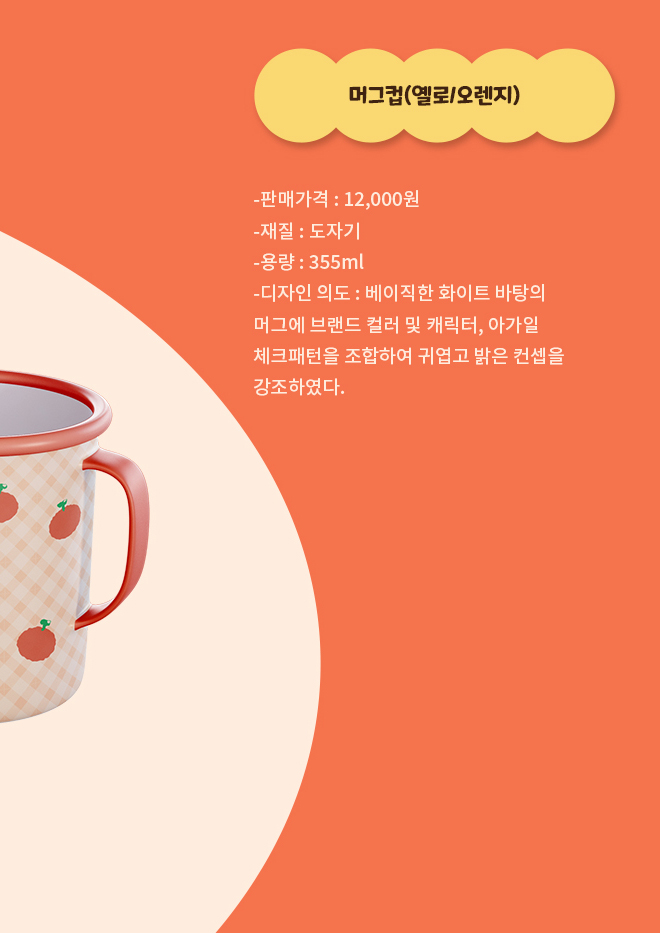 머그컵(옐로/오렌지)
-판매가격 : 12,000원
-재질 : 도자기
-용량 : 355ml
-디자인 의도 : 베이직한 화이트 바탕의
머그에 브랜드 컬러 및 캐릭터, 아가일
체크패턴을 조합하여 귀엽고 밝은 컨셉을
강조하였다.